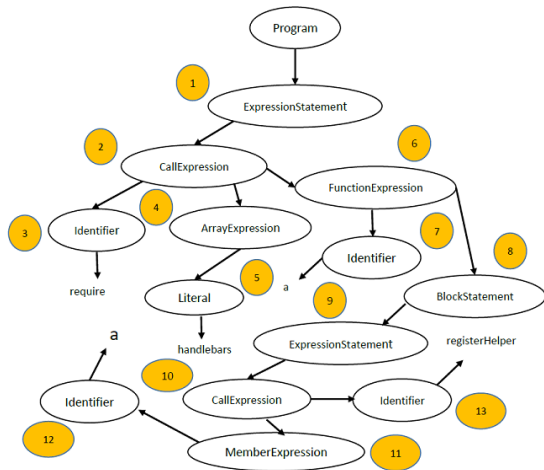 Program
1
ExpressionStatement
2
6
CallExpression
FunctionExpression
4
3
Identifier
ArrayExpression
7
8
Identifier
require
5
a
Literal
9
BlockStatement
a
handlebars
ExpressionStatement
registerHelper
10
Identifier
CallExpression
Identifier
13
12
MemberExpression
11